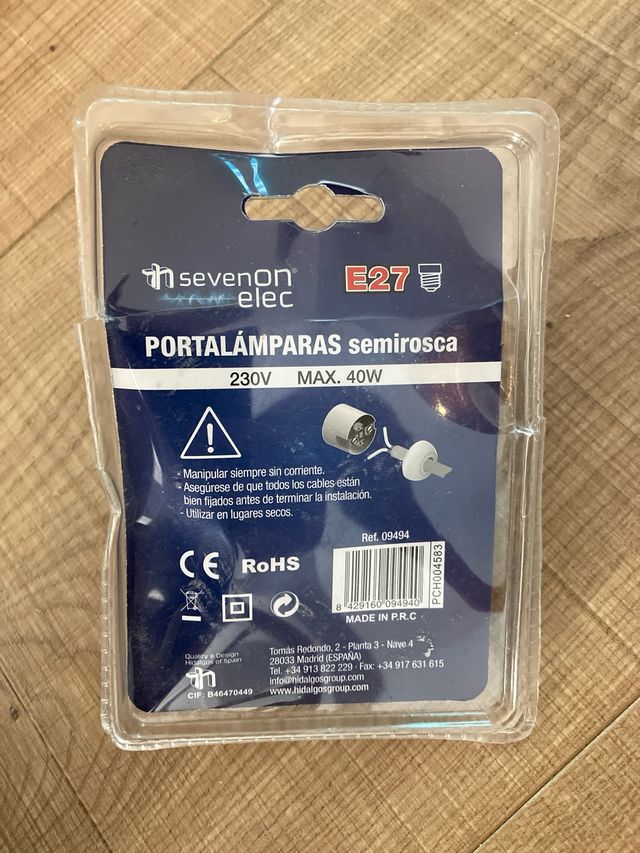 sevenON®
elec
E27
PORTALÁMPARAS semirosca
230V MAX. 40W
- Manipular siempre sin corriente.
- Asegúrese de que todos los cables están
bien fijados antes de terminar la instalación.
- Utilizar en lugares secos.
Ref. 09494
CE RoHS
PCH004583
8 429160 094940
MADE IN P.R.C
Quality & Design
Hidalgos of Spain
CIF: B46470449
Tomás Redondo, 2 - Planta 3 - Nave 4
28033 Madrid (ESPAÑA)
Tel. +34 913 822 229 · Fax: +34 917 631 615
info@hidalgosgroup.com
www.hidalgosgroup.com